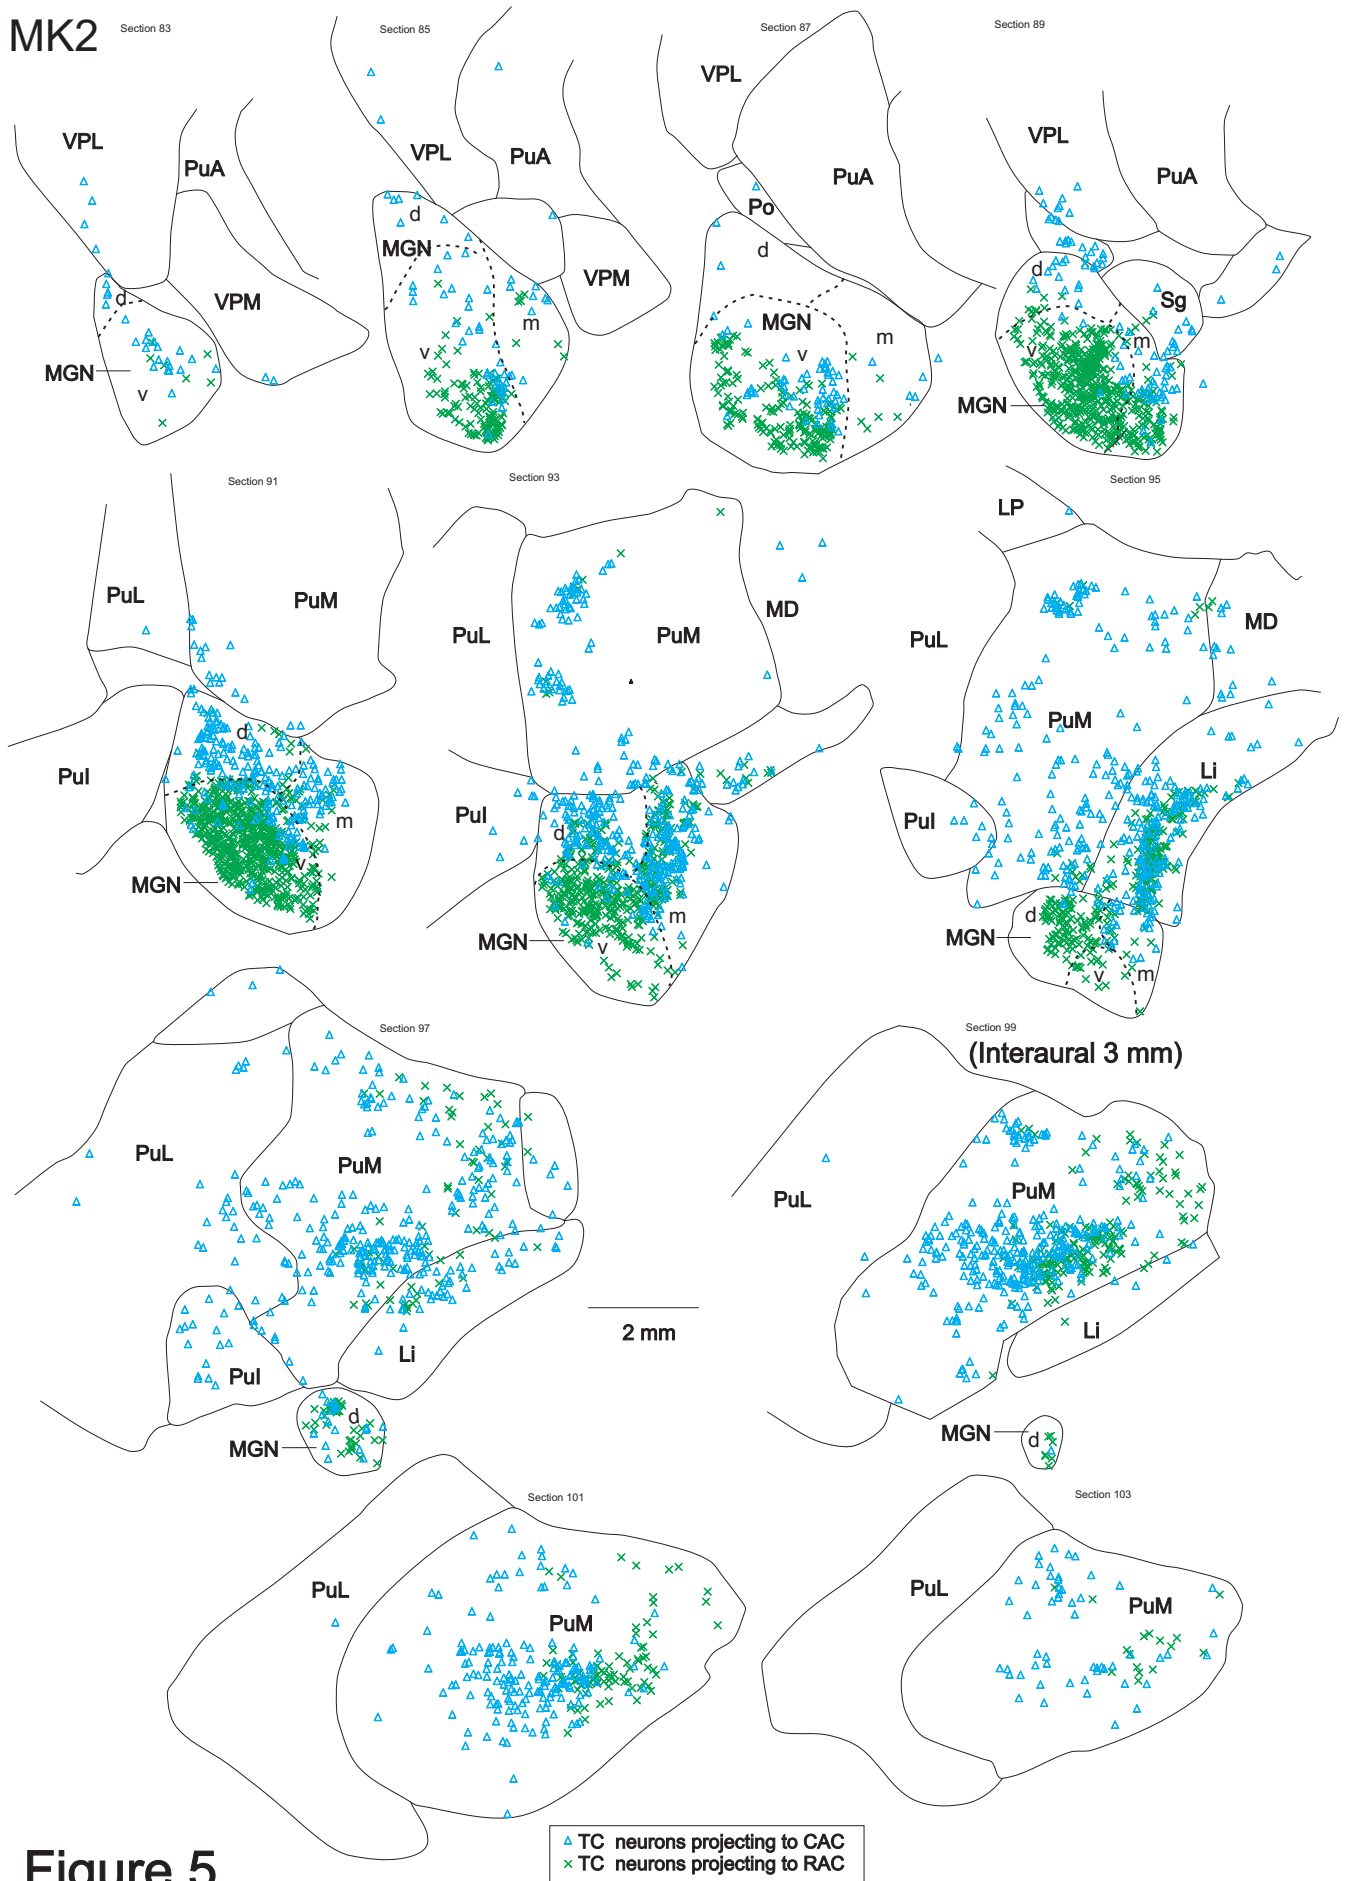 MK2
Section 83
Section 85
Section 87
Section 89
VPL
PuA
d
VPM
MGN
v
VPL
PuA
d
MGN
VPM
m
v
VPL
PuA
Po
d
MGN
v
m
VPL
PuA
d
Sg
v
m
MGN
Section 91
Section 93
Section 95
PuL
PuM
PuI
d
m
v
MGN
PuL
PuM
MD
PuI
d
m
MGN
v
LP
PuL
MD
PuM
Li
PuI
d
MGN
v
m
Section 97
PuL
PuM
PuI
Li
d
MGN
2 mm
Section 99
(Interaural 3 mm)
PuL
PuM
Li
MGN
d
Section 101
PuL
PuM
Section 103
PuL
PuM
TC neurons projecting to CAC
TC neurons projecting to RAC
Figure 5